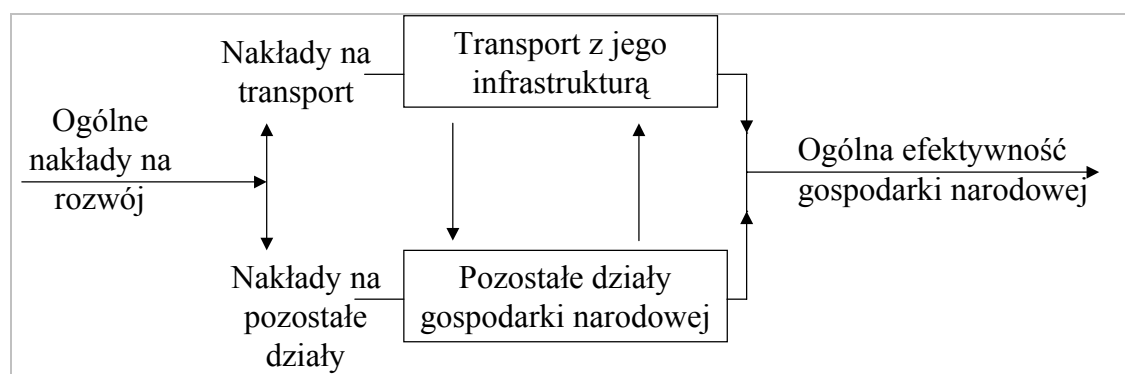 Nakłady na
transport
Transport z jego
infrastrukturą
Ogólne
nakłady na
rozwój
Ogólna efektywność
gospodarki narodowej
Nakłady na
pozostałe
działy
Pozostałe działy
gospodarki narodowej